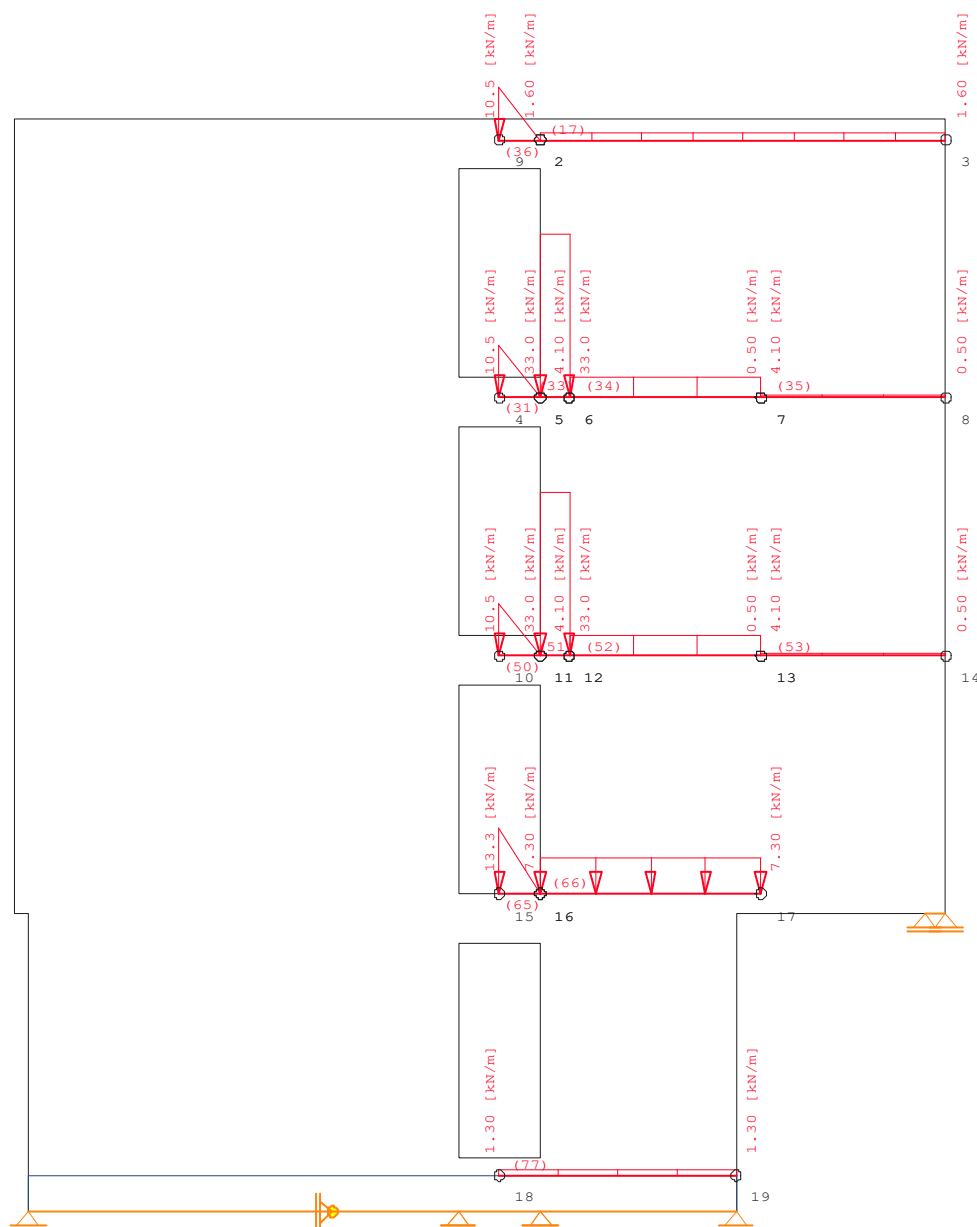 10.5 [kN/m]
1.60 [kN/m]
1.60 [kN/m]
(17)
(36)
9
2
3
10.5 [kN/m]
33.0 [kN/m]
4.10 [kN/m]
33.0 [kN/m]
0.50 [kN/m]
4.10 [kN/m]
0.50 [kN/m]
33
(34)
(35)
(31)
4
5
6
7
8
10.5 [kN/m]
33.0 [kN/m]
4.10 [kN/m]
33.0 [kN/m]
0.50 [kN/m]
4.10 [kN/m]
0.50 [kN/m]
51
(52)
(53)
(50)
10
11
12
13
14
13.3 [kN/m]
7.30 [kN/m]
7.30 [kN/m]
(66)
(65)
15
16
17
1.30 [kN/m]
1.30 [kN/m]
(77)
18
19